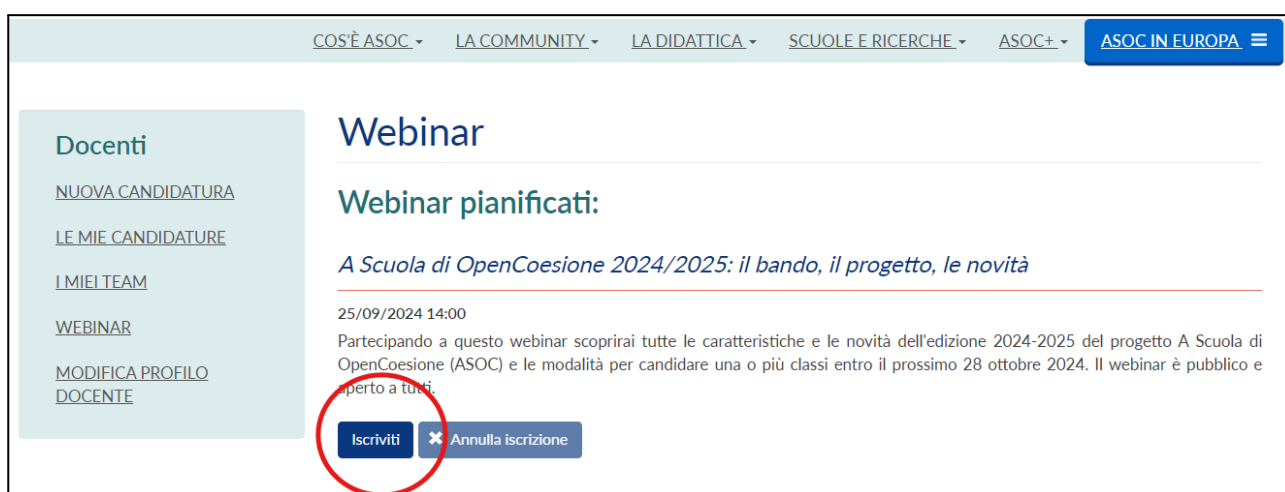 COS'È ASOC LA COMMUNITY LA DIDATTICA SCUOLE E RICERCHE ASOC+ ASOC IN EUROPA
Docenti
NUOVA CANDIDATURA
LE MIE CANDIDATURE
I MIEI TEAM
WEBINAR
MODIFICA PROFILO
DOCENTE
Webinar
Webinar pianificati:
A Scuola di OpenCoesione 2024/2025: il bando, il progetto, le novità
25/09/2024 14:00
Partecipando a questo webinar scoprirai tutte le caratteristiche e le novità dell'edizione 2024-2025 del progetto A Scuola di
OpenCoesione (ASOC) e le modalità per candidare una o più classi entro il prossimo 28 ottobre 2024. Il webinar è pubblico e
aperto a tutti.
Iscriviti Annulla iscrizione